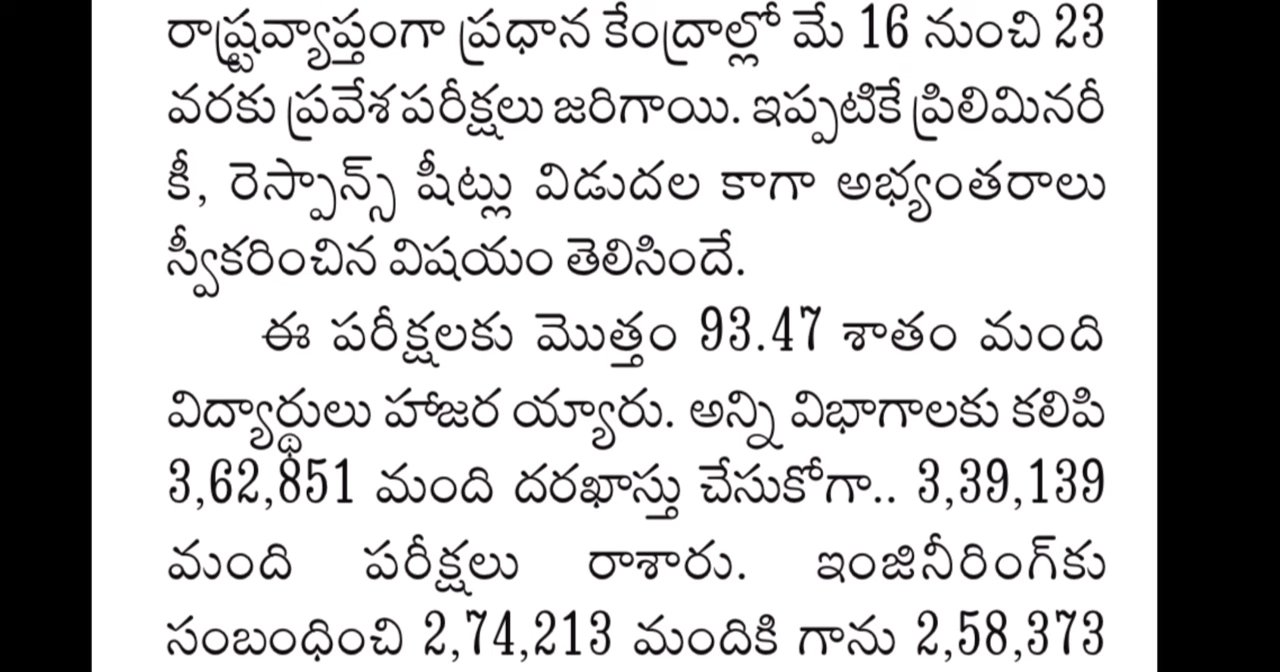 రాష్ట్రవ్యాప్తంగా ప్రధాన కేంద్రాల్లో మే 16 నుంచి 23
వరకు ప్రవేశ పరీక్షలు జరిగాయి. ఇప్పటికే ప్రిలిమినరీ
కీ, రెస్పాన్స్ షీట్లు విడుదల కాగా అభ్యంతరాలు
స్వీకరించిన విషయం తెలిసిందే.
ఈ పరీక్షలకు మొత్తం 93.47 శాతం మంది
విద్యార్థులు హాజర య్యారు. అన్ని విభాగాలకు కలిపి
3,62,851 మంది దరఖాస్తు చేసుకోగా.. 3,39,139
మంది పరీక్షలు రాశారు. ఇంజినీరింగ్‌కు
సంబంధించి 2,74,213 మందికి గాను 2,58,373